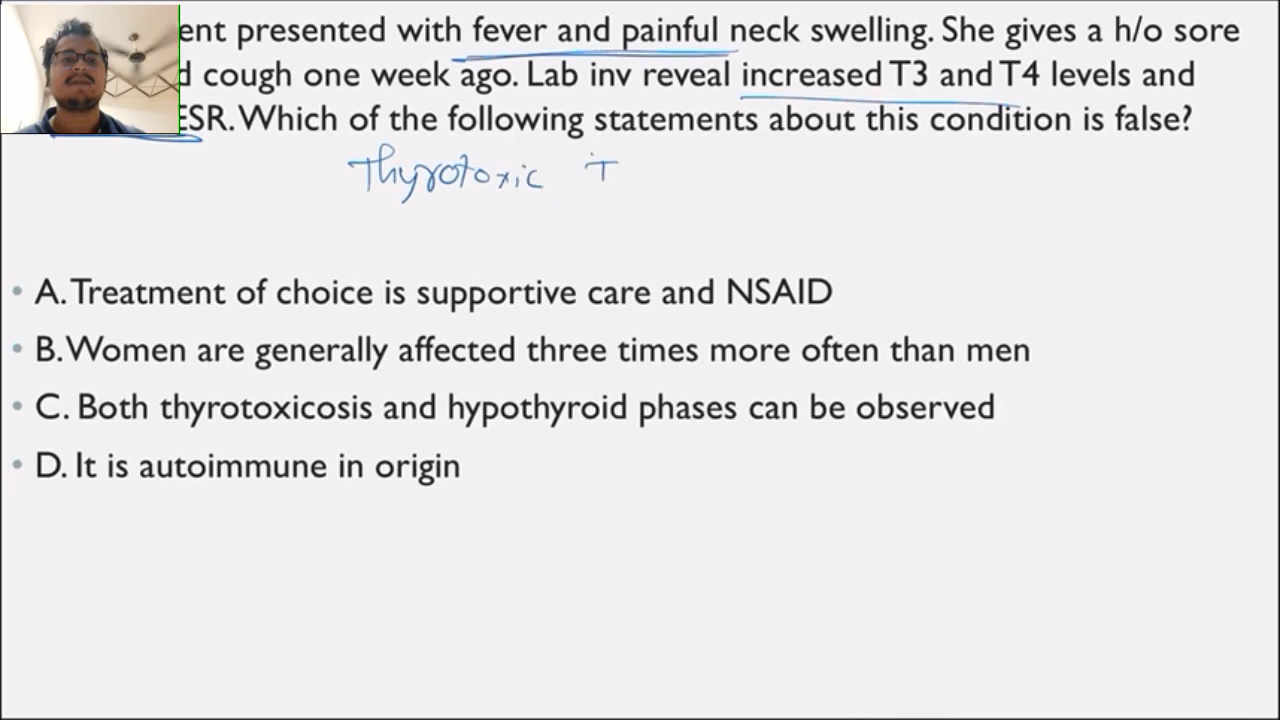 ent presented with fever and painful neck swelling. She gives a h/o sore
d cough one week ago. Lab inv reveal increased T3 and T4 levels and
ESR. Which of the following statements about this condition is false?
Thyrotoxic
• A. Treatment of choice is supportive care and NSAID
• B. Women are generally affected three times more often than men
• C. Both thyrotoxicosis and hypothyroid phases can be observed
• D. It is autoimmune in origin